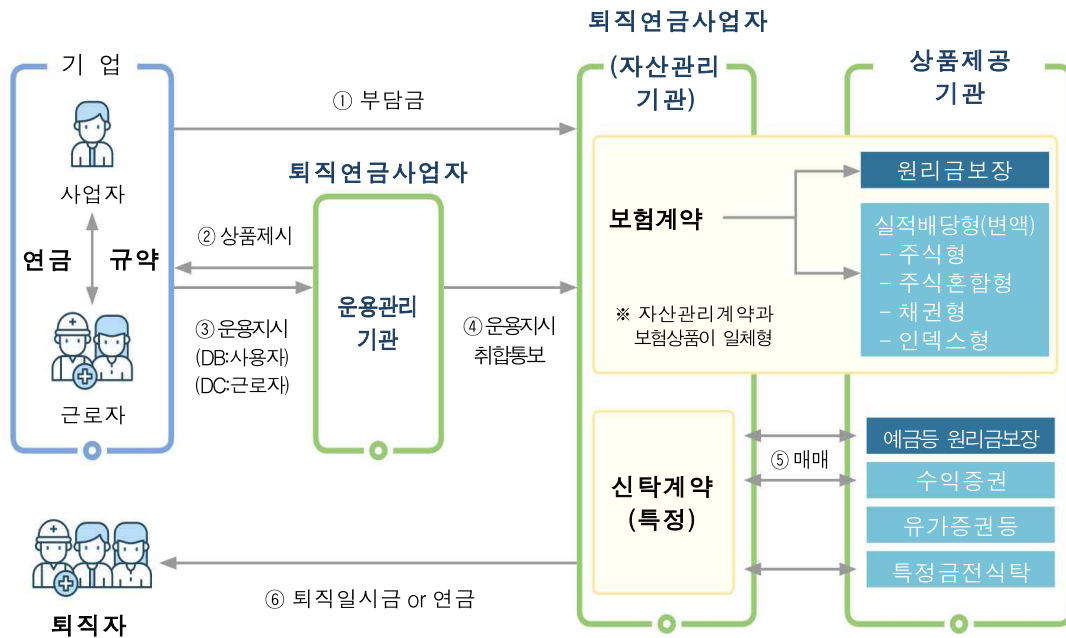 기 업
사업자
연금 규약
근로자
① 부담금
퇴직연금사업자
② 상품제시
③ 운용지시
(DB:사용자)
(DC:근로자)
운용관리
기관
④ 운용지시
취합통보
퇴직연금사업자
(자산관리
기관)
상품제공
기관
보험계약
※ 자산관리계약과
보험상품이 일체형
원리금보장
실적배당형(변액)
- 주식형
- 주식혼합형
- 채권형
- 인덱스형
신탁계약
(특정)
⑤ 매매
예금등 원리금보장
수익증권
유가증권등
특정금전식탁
⑥ 퇴직일시금 or 연금
퇴직자